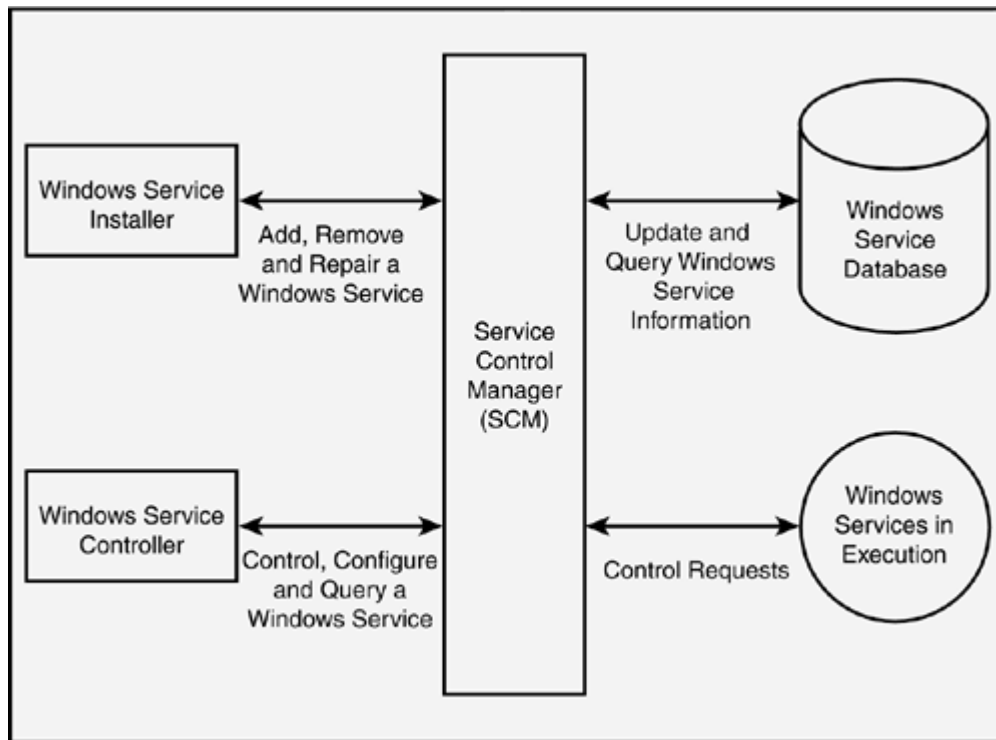 Windows Service
Installer
Add, Remove
and Repair a
Windows Service
Windows Service
Controller
Control, Configure
and Query a
Windows Service
Service
Control
Manager
(SCM)
Update and
Query Windows
Service
Information
Windows
Service
Database
Control Requests
Windows
Services in
Execution